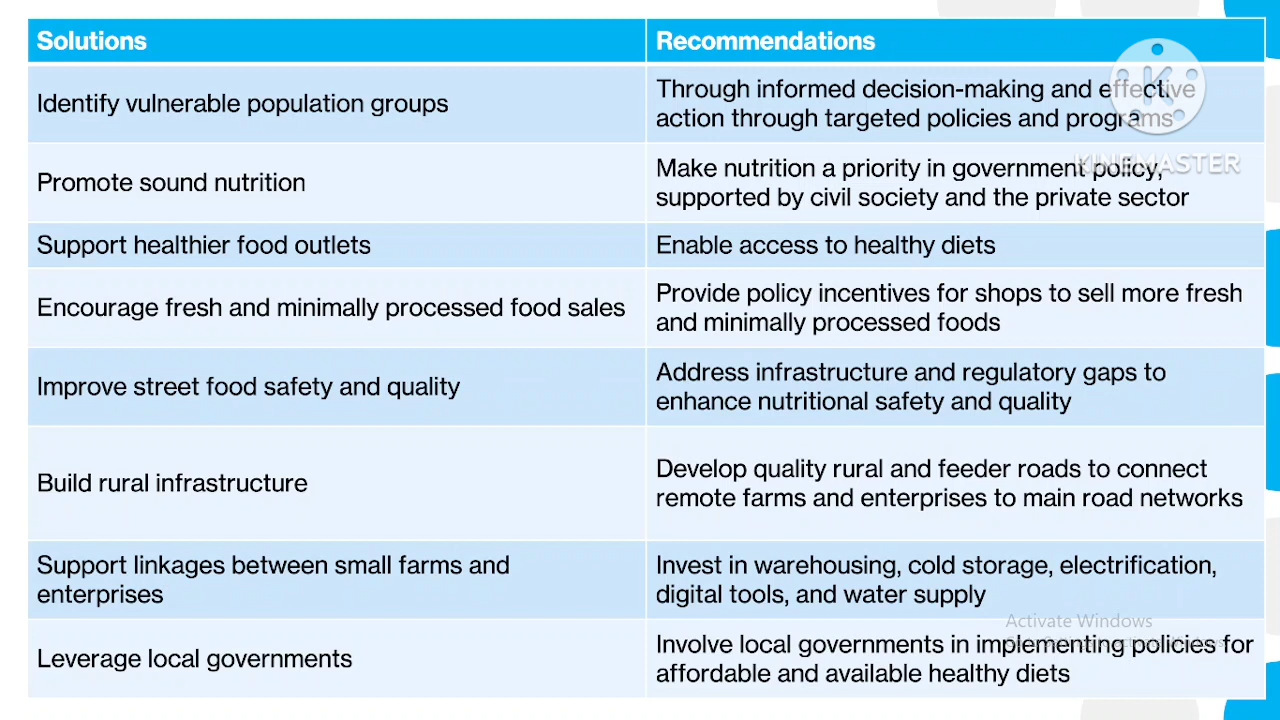 Solutions
Recommendations
Identify vulnerable population groups
Through informed decision-making and effective
action through targeted policies and programs
Promote sound nutrition
Make nutrition a priority in government policy,
supported by civil society and the private sector
Support healthier food outlets
Enable access to healthy diets
Encourage fresh and minimally processed food sales
Provide policy incentives for shops to sell more fresh
and minimally processed foods
Improve street food safety and quality
Address infrastructure and regulatory gaps to
enhance nutritional safety and quality
Build rural infrastructure
Develop quality rural and feeder roads to connect
remote farms and enterprises to main road networks
Support linkages between small farms and
enterprises
Invest in warehousing, cold storage, electrification,
digital tools, and water supply
Leverage local governments
Involve local governments in implementing policies for
affordable and available healthy diets
K
KINEMASTER
Activate Windows